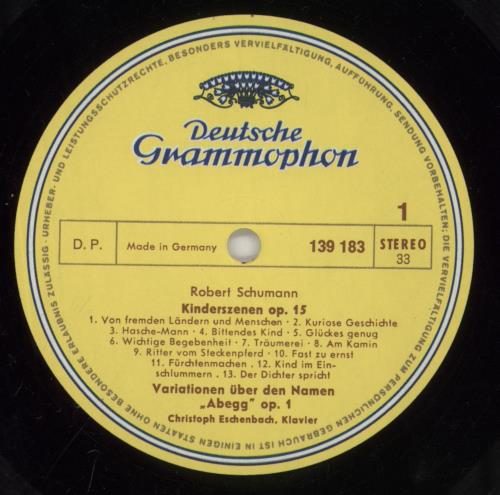 URHEBER- UND LEISTUNGSSCHUTZRECHTE, BESONDERS VERVIELFÄLTIGUNG, AUFFÜHRUNG, SENDUNG VORBEHALTEN; DIE VERVIELFÄLTIGUNG ZUM PERSÖNLICHEN GEBRAUCH IST IN EINIGEN STAATEN OHNE BESONDERE ERLAUBNIS ZULÄSSIG ·
Deutsche
Grammophon
1
D. P. Made in Germany 139 183 STEREO
33
Robert Schumann
Kinderszenen op. 15
1. Von fremden Ländern und Menschen · 2. Kuriose Geschichte
3. Hasche-Mann · 4. Bittendes Kind · 5. Glückes genug
6. Wichtige Begebenheit · 7. Träumerei · 8. Am Kamin
9. Ritter vom Steckenpferd · 10. Fast zu ernst
11. Fürchtenmachen · 12. Kind im Ein-
schlummern · 13. Der Dichter spricht
Variationen über den Namen
„Abegg" op. 1
Christoph Eschenbach, Klavier